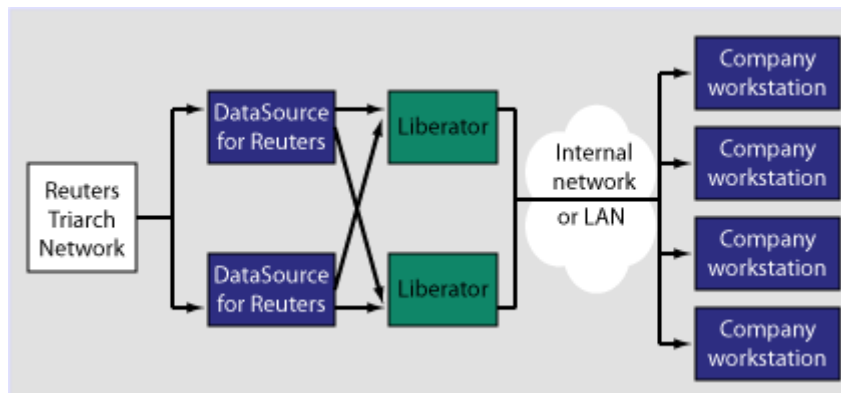 Reuters
Triarch
Network
DataSource
for Reuters
DataSource
for Reuters
Liberator
Liberator
Internal
network
or LAN
Company
workstation
Company
workstation
Company
workstation
Company
workstation